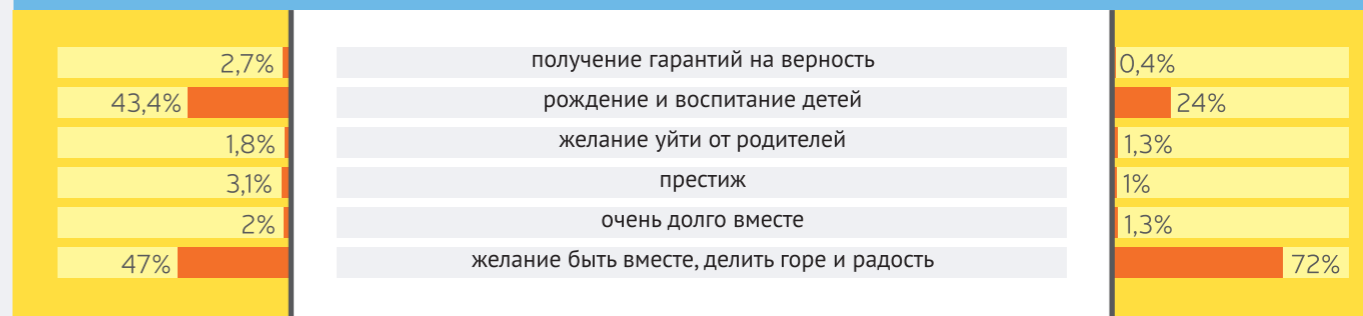 2,7% получение гарантий на верность 0,4%
43,4% рождение и воспитание детей 24%
1,8% желание уйти от родителей 1,3%
3,1% престиж 1%
2% очень долго вместе 1,3%
47% желание быть вместе, делить горе и радость 72%